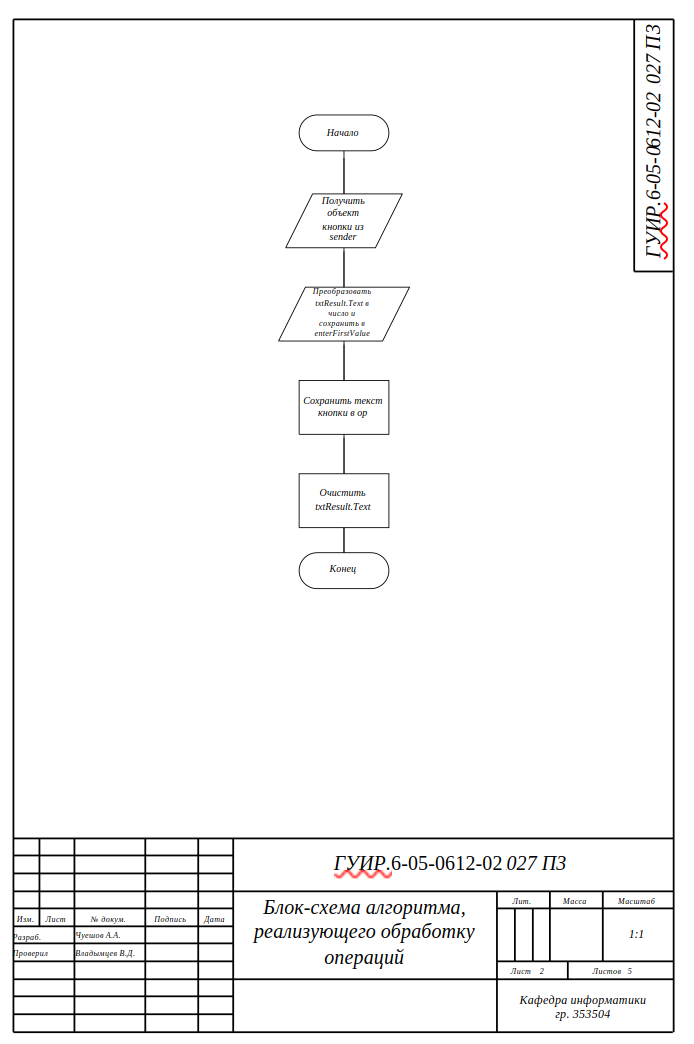 ГУИР.6-05-0612-02 027 ПЗ
Начало
Получить
объект
кнопки из
sender
Преобразовать
txtResult.Text в
число и
сохранить в
enterFirstValue
Сохранить текст
кнопки в op
Очистить
txtResult.Text
Конец
ГУИР.6-05-0612-02 027 ПЗ
Блок-схема алгоритма,
реализующего обработку
операций
Лит. Масса Масштаб
1:1
Лист 2 Листов 5
Кафедра информатики
гр. 353504
Изм. Лист № докум. Подпись Дата
Разраб. Чуешов А.А.
Проверил Владымцев В.Д.